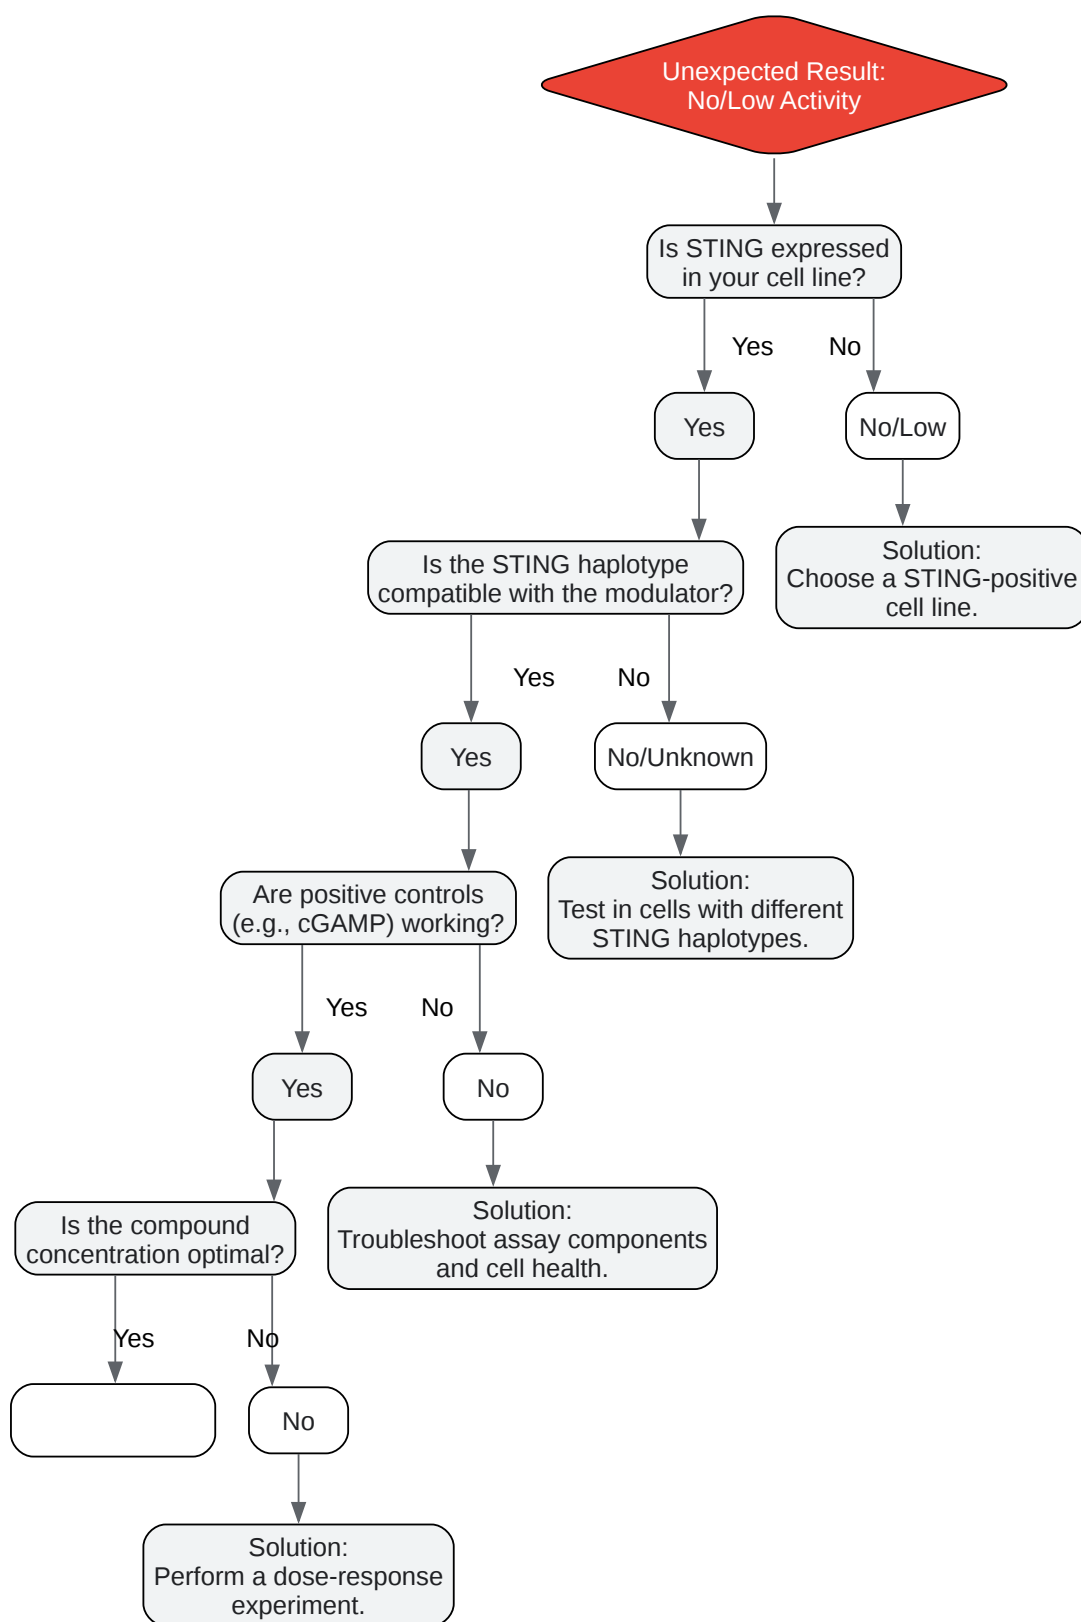 Unexpected Result:
No/Low Activity
Is STING expressed
in your cell line?
Yes
No
Yes
No/Low
Solution:
Choose a STING-positive
cell line.
Is the STING haplotype
compatible with the modulator?
Yes
No
Yes
No/Unknown
Solution:
Test in cells with different
STING haplotypes.
Are positive controls
(e.g., cGAMP) working?
Yes
No
Yes
No
Solution:
Troubleshoot assay components
and cell health.
Is the compound
concentration optimal?
Yes
No
No
Solution:
Perform a dose-response
experiment.